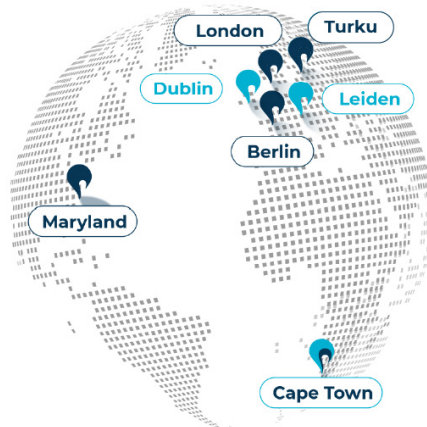 London
Turku
Dublin
Leiden
Berlin
Maryland
Cape Town